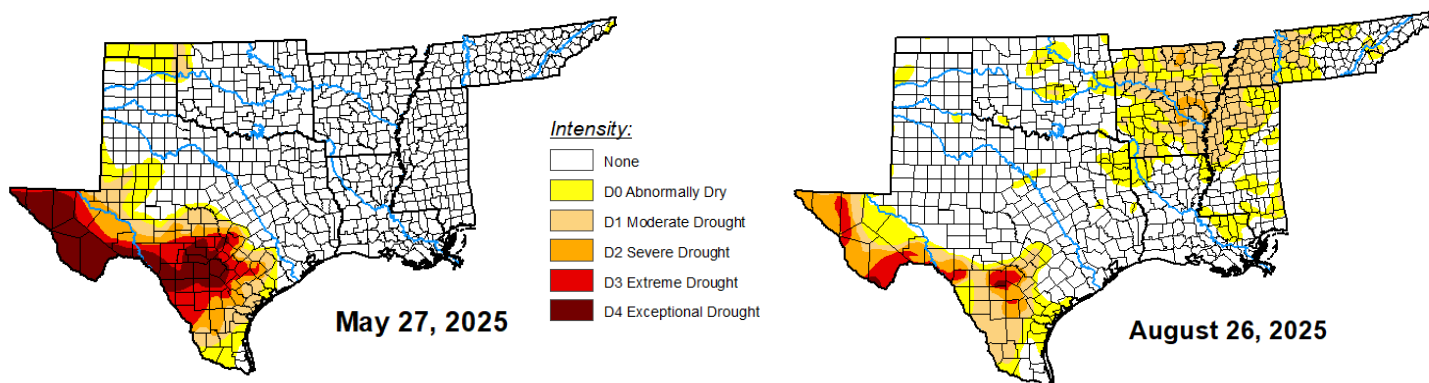 Intensity:
None
D0 Abnormally Dry
D1 Moderate Drought
D2 Severe Drought
D3 Extreme Drought
D4 Exceptional Drought
May 27, 2025
August 26, 2025